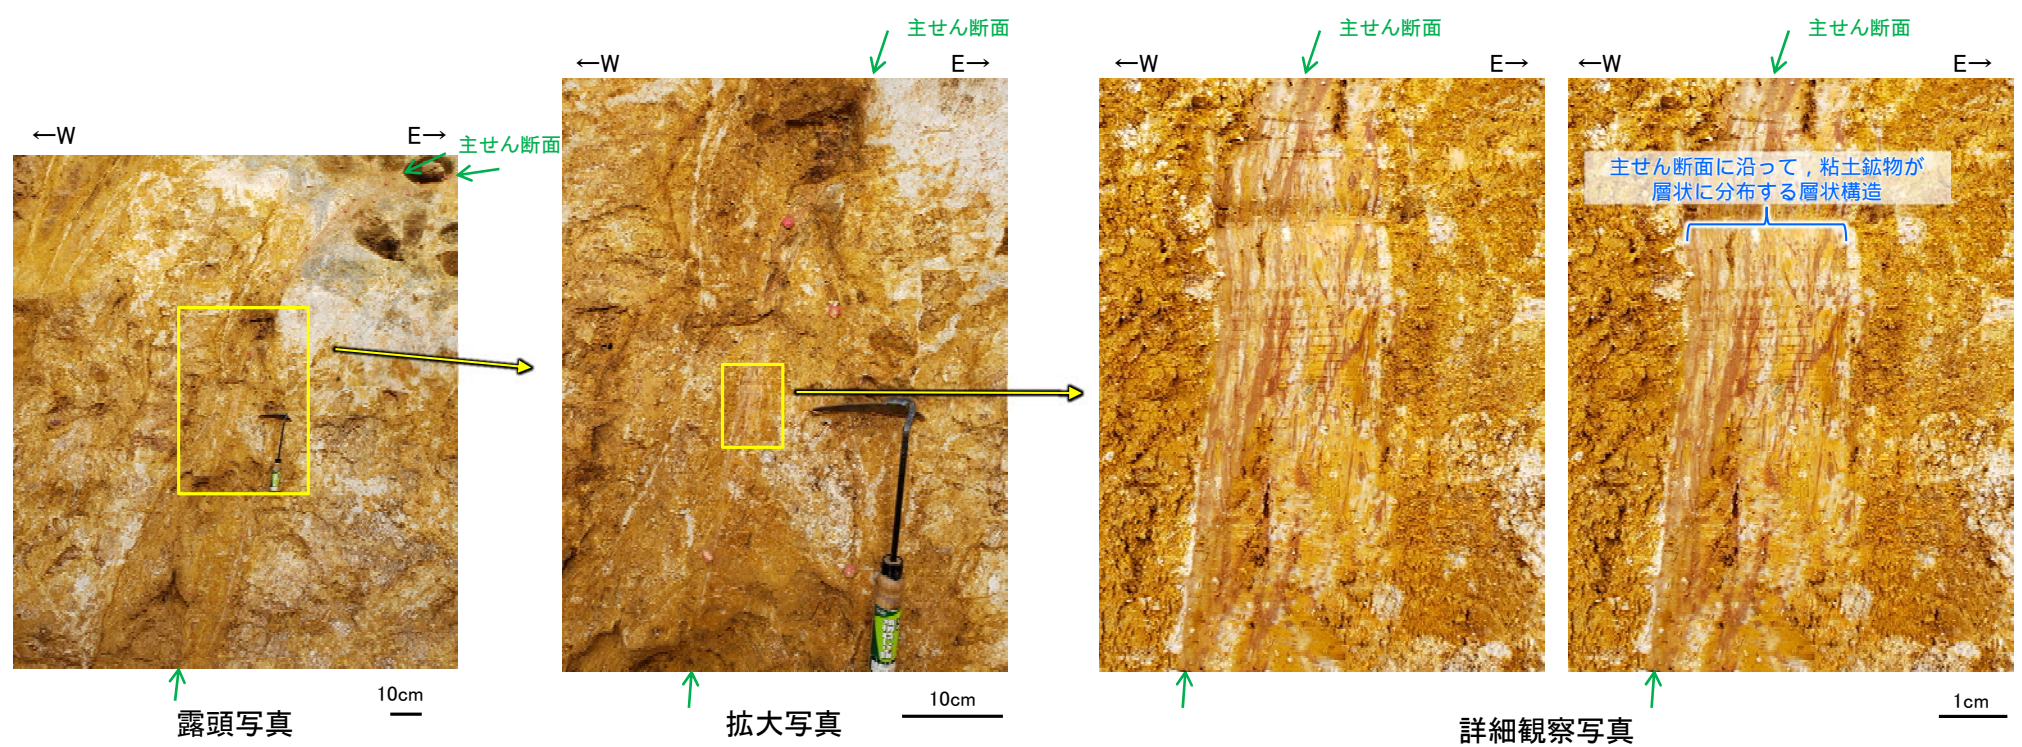 主せん断面
←W
E→
主せん断面
←W
E→
主せん断面
←W
E→
主せん断面
←W
E→
主せん断面に沿って，粘土鉱物が
層状に分布する層状構造
10cm
露頭写真
10cm
拡大写真
1cm
詳細観察写真